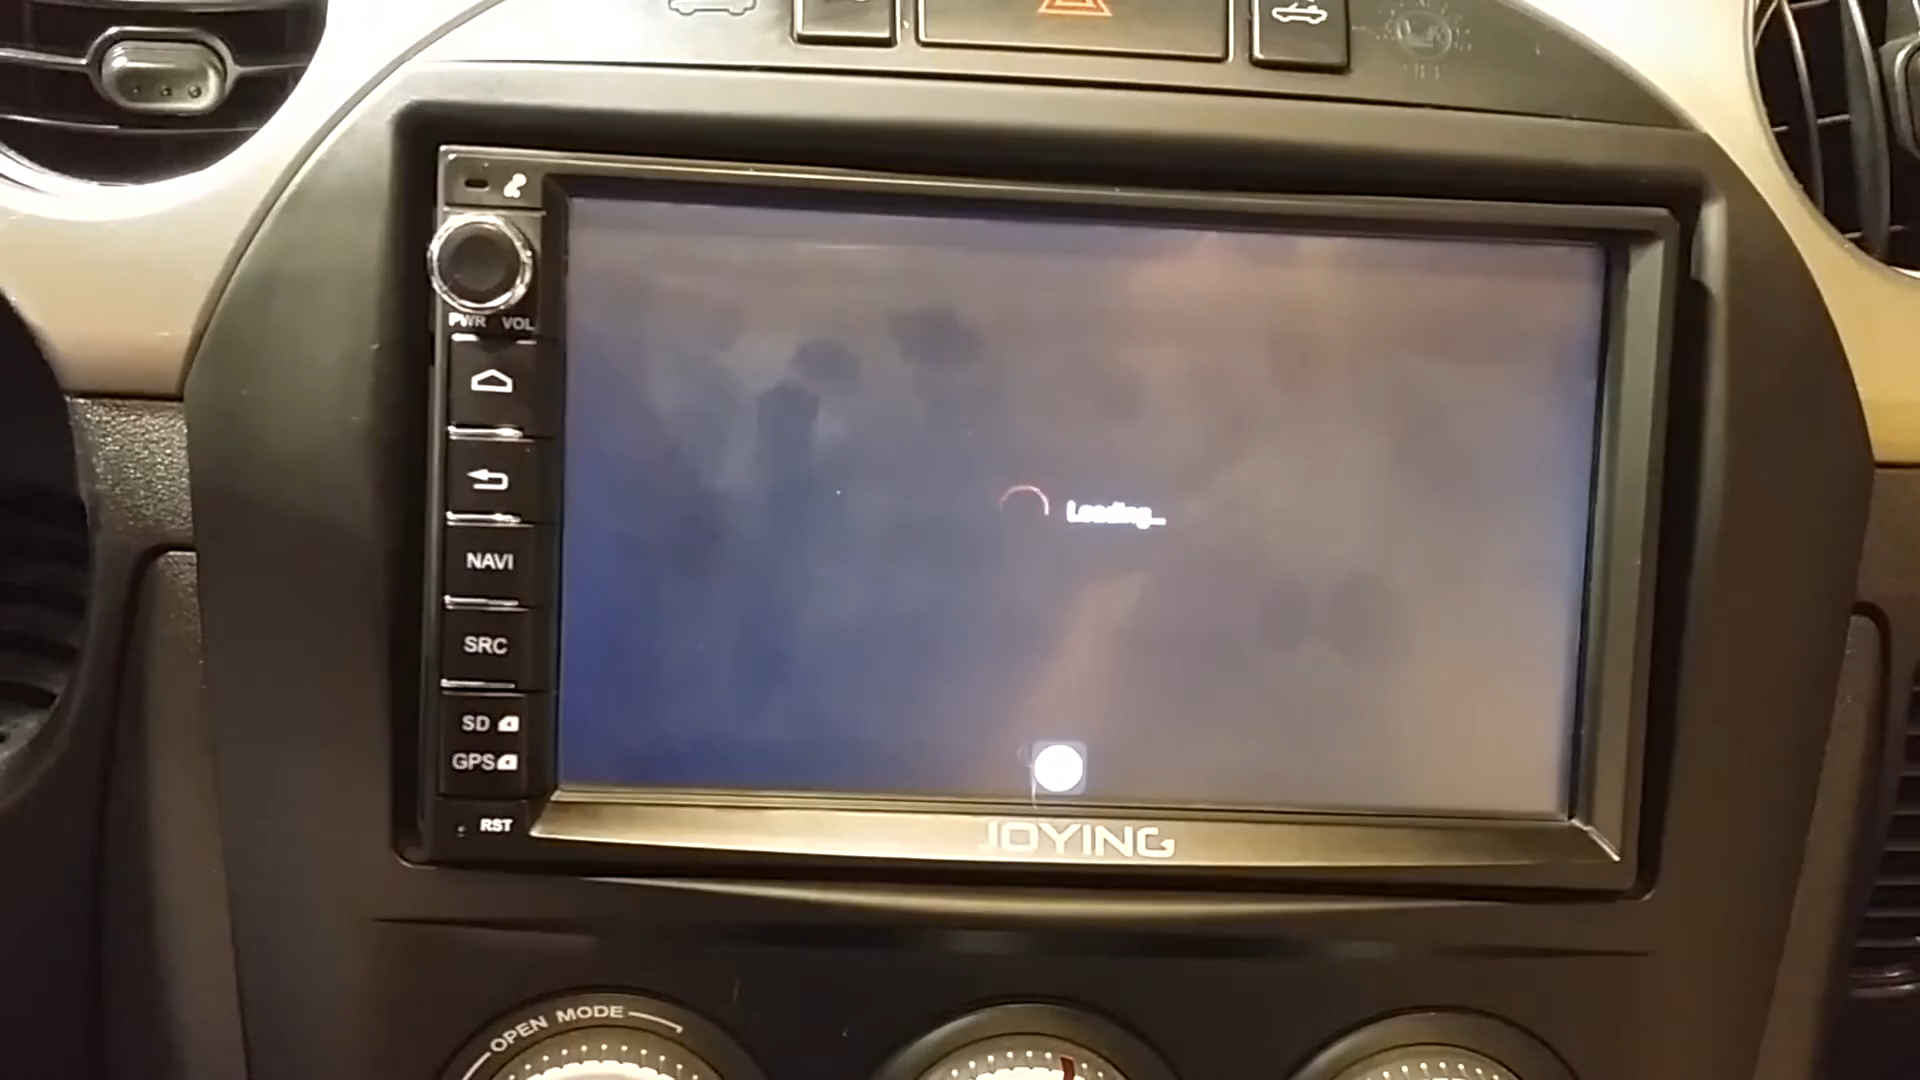 PWR VOL
NAVI
SRC
SD
GPS
RST
Loading...
JOYING
OPEN MODE